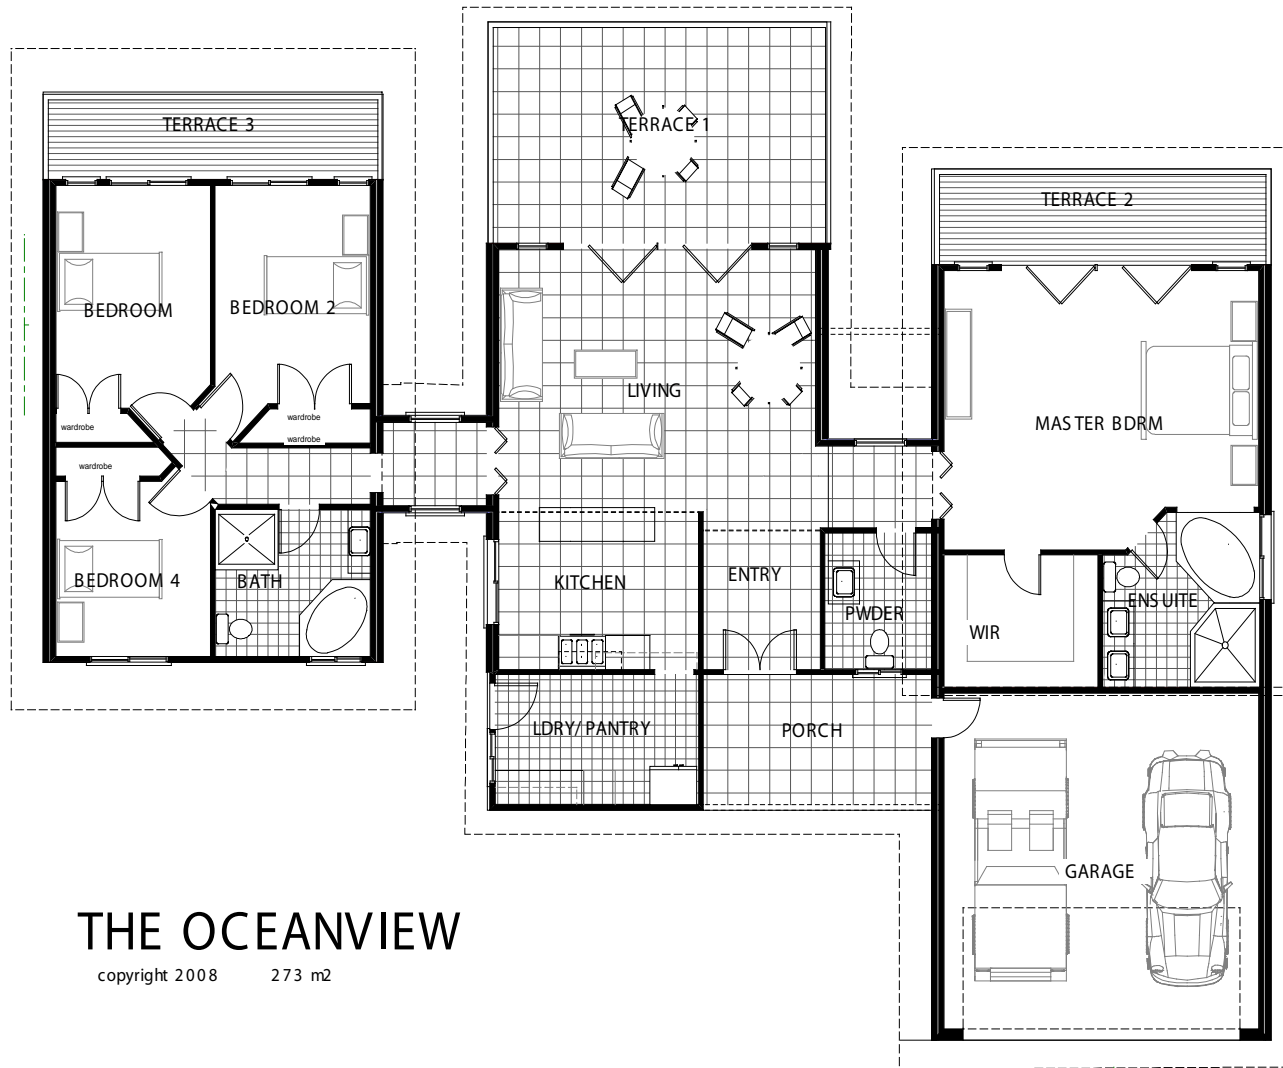 TERRACE 3
TERRACE 1
TERRACE 2
BEDROOM
BEDROOM 2
LIVING
MASTER BDRM
wardrobe
wardrobe
wardrobe
wardrobe
BEDROOM 4
BATH
KITCHEN
ENTRY
PWDER
WIR
ENSUITE
LDRY/PANTRY
PORCH
GARAGE
THE OCEANVIEW
copyright 2008 273 m2